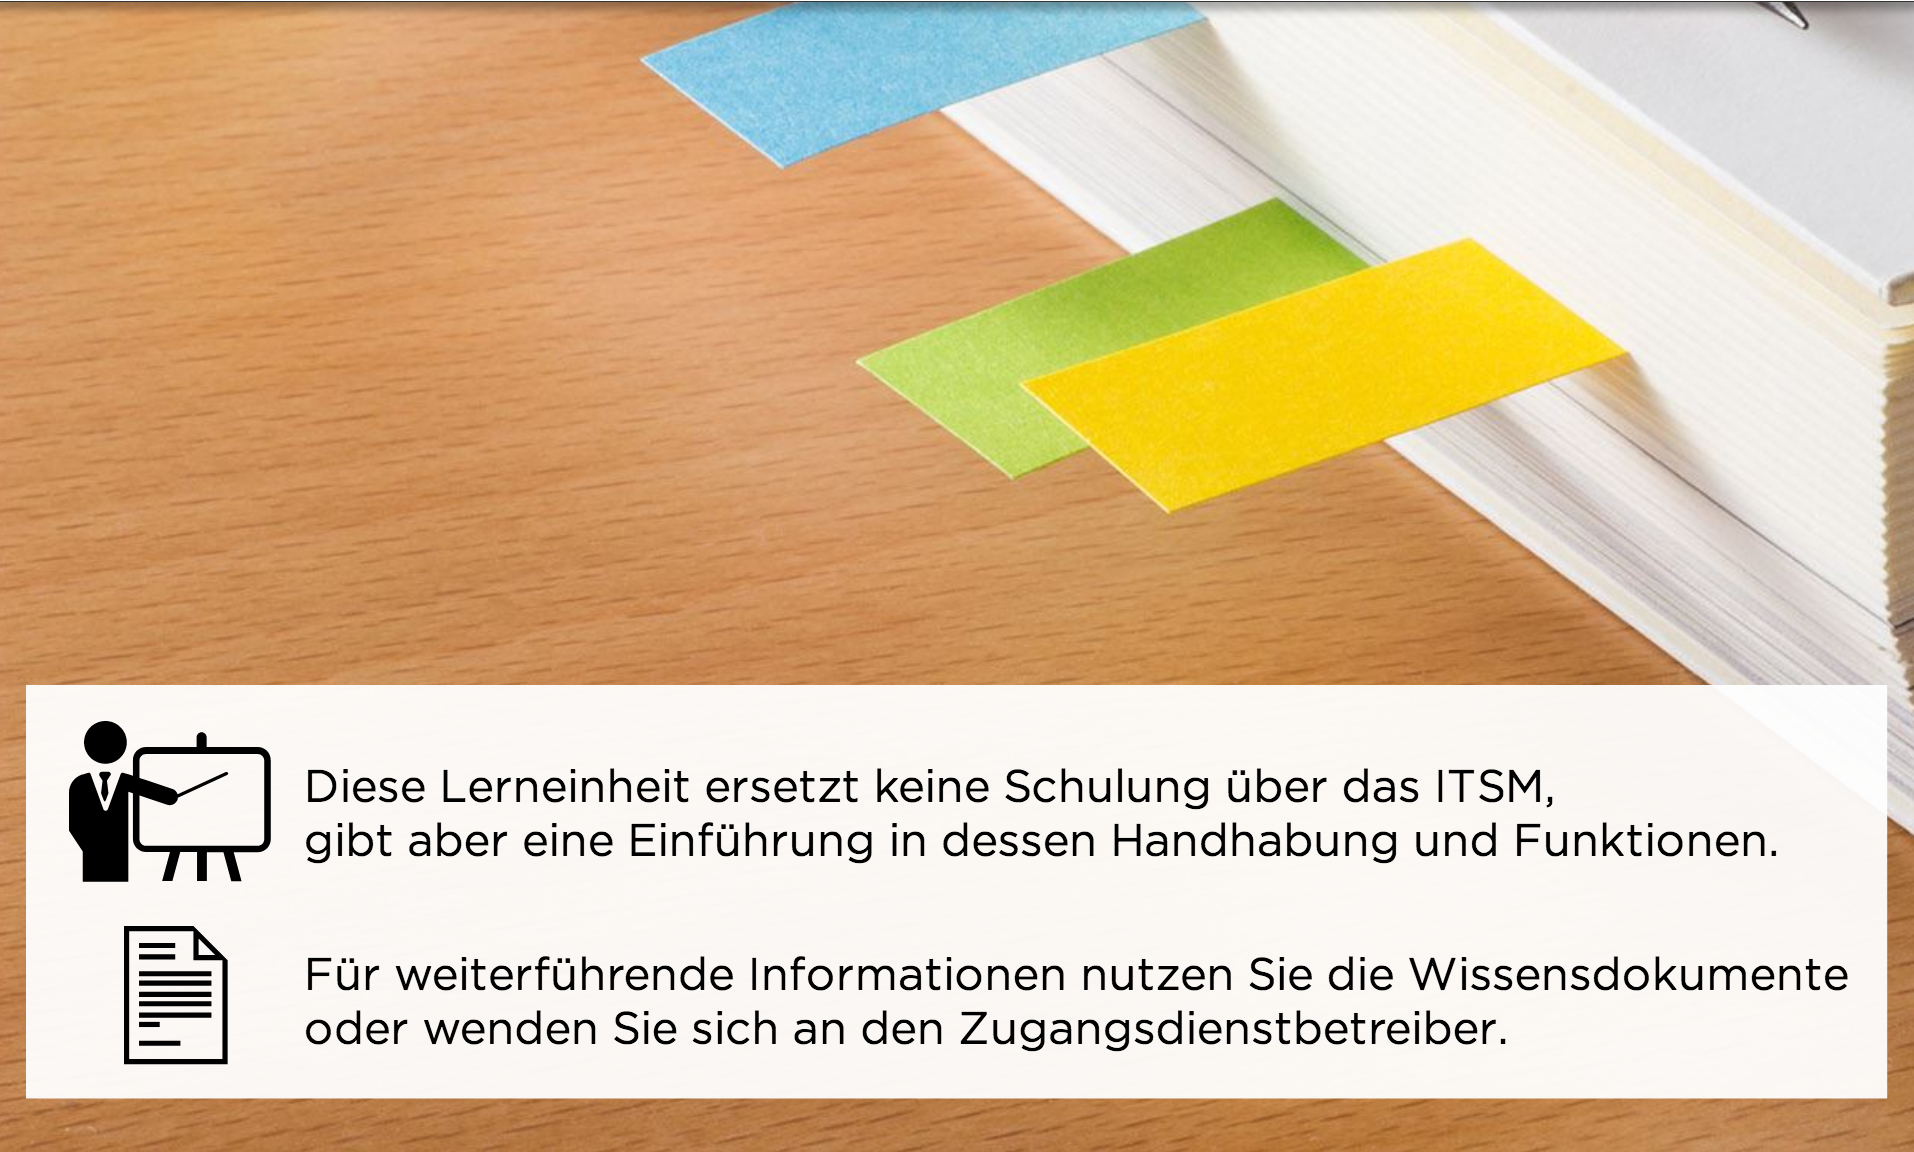 Diese Lerneinheit ersetzt keine Schulung über das ITSM,
gibt aber eine Einführung in dessen Handhabung und Funktionen.
Für weiterführende Informationen nutzen Sie die Wissensdokumente
oder wenden Sie sich an den Zugangsdienstbetreiber.